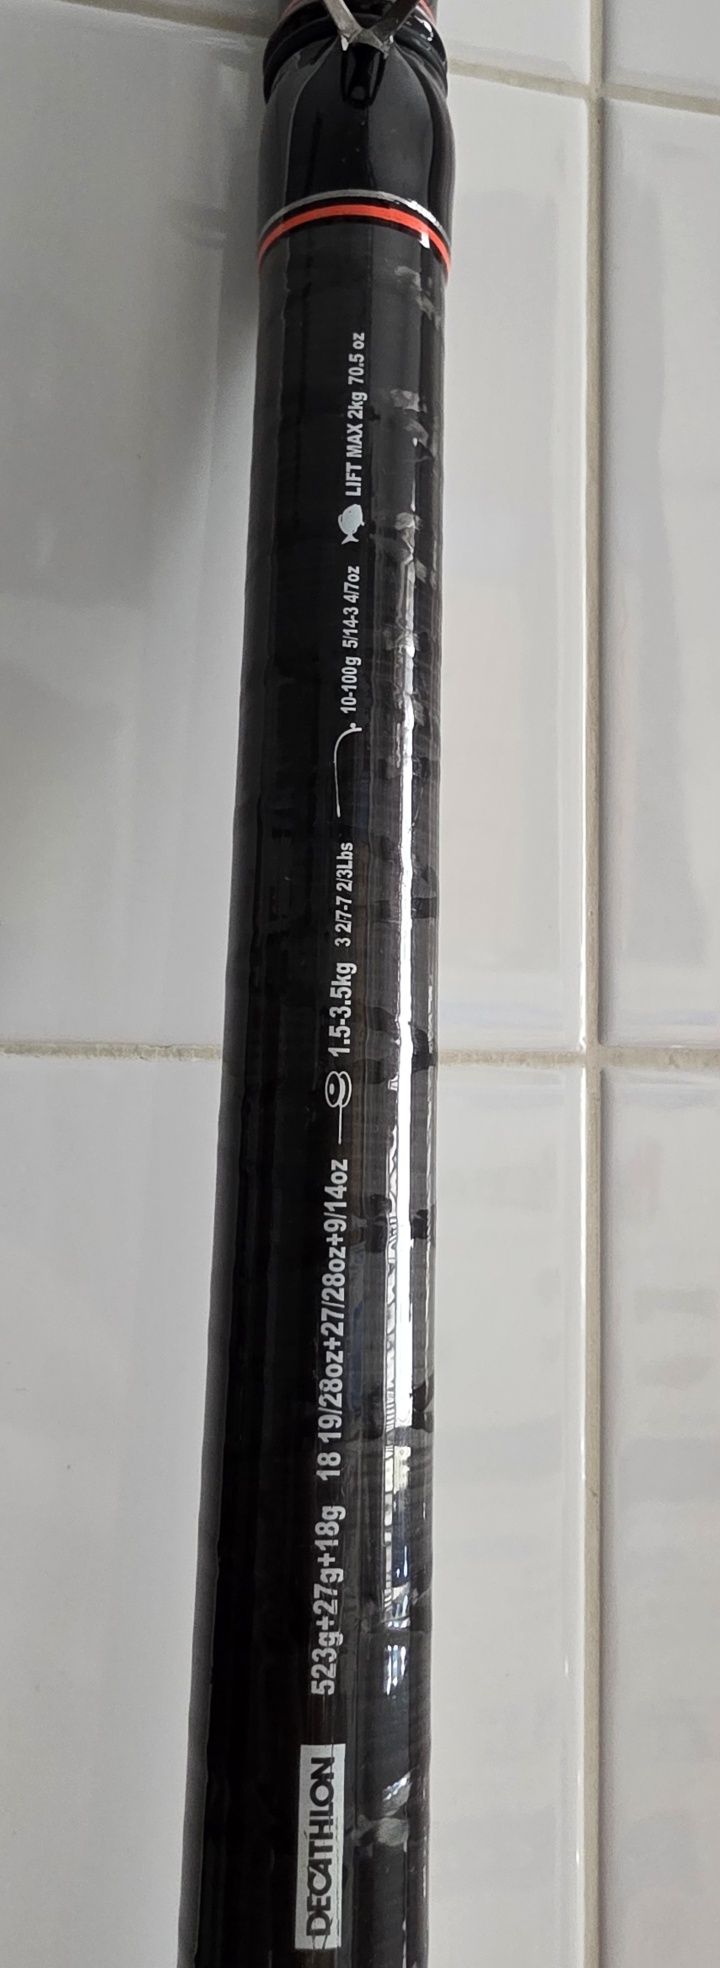 DECATHLON 523g+27g+18g 18 19/28oz+27/28oz+9/14oz 1.5-3.5kg 3 2/7-7 2/3Lbs 10-100g 5/14-3 4/7oz LIFT MAX 2kg 70.5 oz